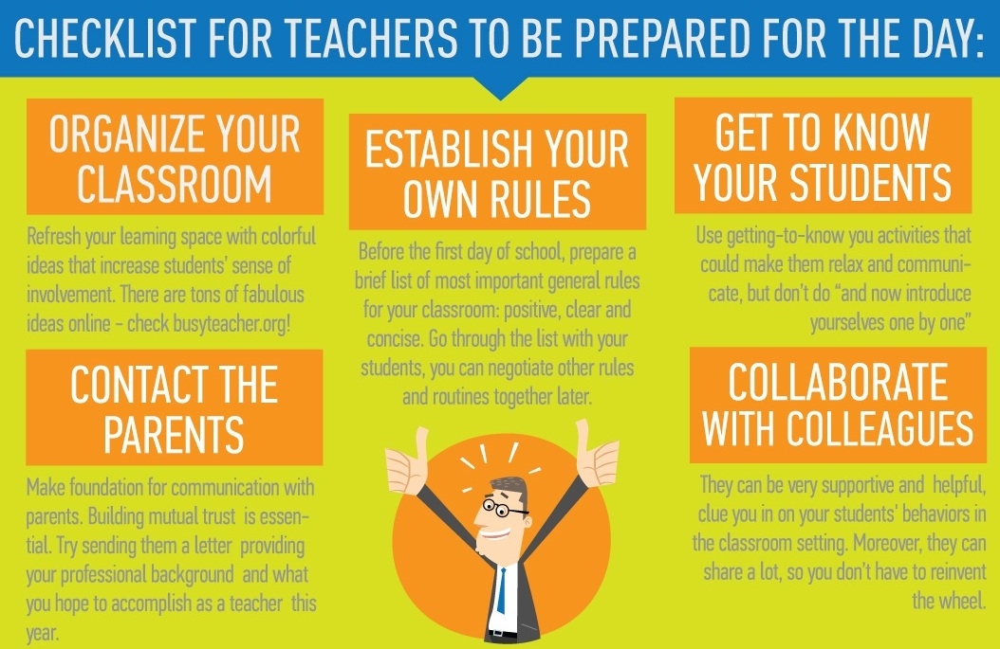 CHECKLIST FOR TEACHERS TO BE PREPARED FOR THE DAY:
ORGANIZE YOUR
CLASSROOM
Refresh your learning space with colorful
ideas that increase students' sense of
involvement. There are tons of fabulous
ideas online - check busyteacher.org!
CONTACT THE
PARENTS
Make foundation for communication with
parents. Building mutual trust is essen-
tial. Try sending them a letter providing
your professional background and what
you hope to accomplish as a teacher this
year.
ESTABLISH YOUR
OWN RULES
Before the first day of school, prepare a
brief list of most important general rules
for your classroom: positive, clear and
concise. Go through the list with your
students, you can negotiate other rules
and routines together later.
GET TO KNOW
YOUR STUDENTS
Use getting-to-know you activities that
could make them relax and communi-
cate, but don't do “and now introduce
yourselves one by one”
COLLABORATE
WITH COLLEAGUES
They can be very supportive and helpful,
clue you in on your students' behaviors in
the classroom setting. Moreover, they can
share a lot, so you don't have to reinvent
the wheel.